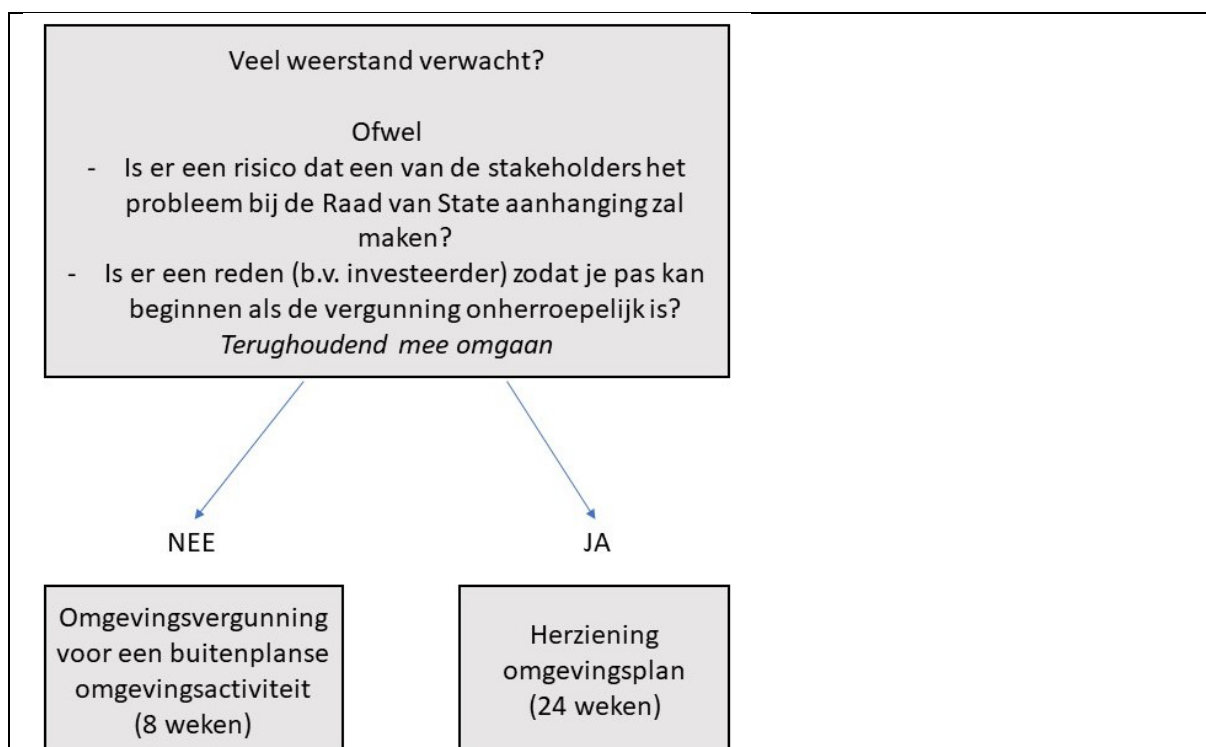 Veel weerstand verwacht?
Ofwel
- Is er een risico dat een van de stakeholders het
probleem bij de Raad van State aanhanging zal
maken?
- Is er een reden (b.v. investeerder) zodat je pas kan
beginnen als de vergunning onherroepelijk is?
Terughoudend mee omgaan
NEE
JA
Omgevingsvergunning
voor een buitenplanse
omgevingsactiviteit
(8 weken)
Herziening
omgevingsplan
(24 weken)